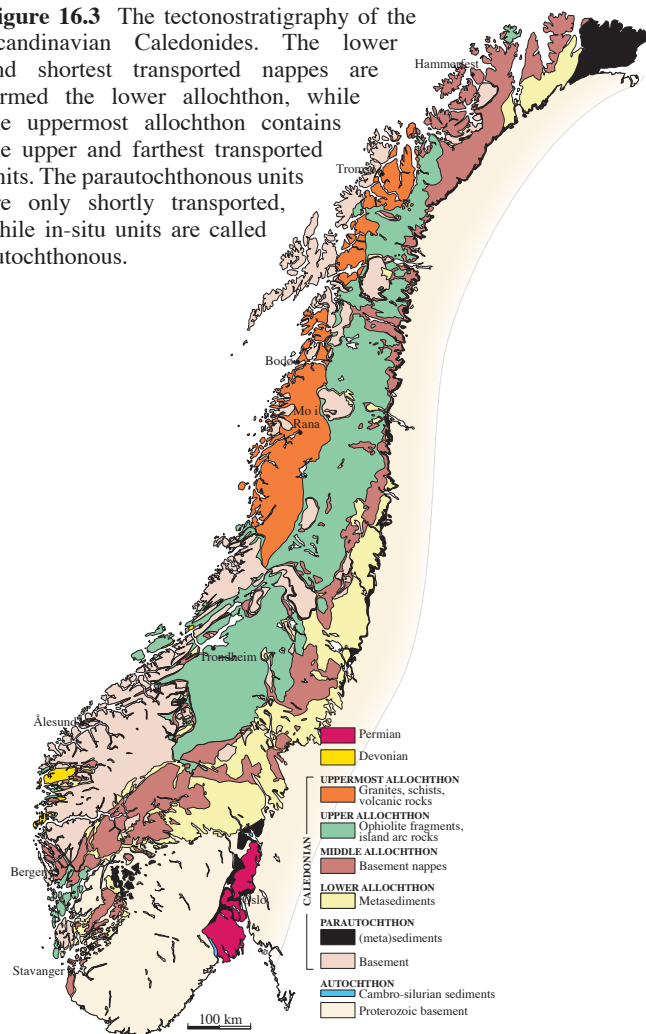 igure 16.3 The tectonostratigraphy of the
candinavian Caledonides. The lower
nd shortest transported nappes are
rmed the lower allochthon, while
e uppermost allochthon contains
e upper and farthest transported
nits. The parautochthonous units
re only shortly transported,
hile in-situ units are called
utochthonous.
Hammerfest
Tromsø
Bodø
Mo i
Rana
Trondheim
Ålesund
Bergen
Oslo
Stavanger
100 km
Permian
Devonian
CALEDONIAN
UPPERMOST ALLOCHTHON
Granites, schists,
volcanic rocks
UPPER ALLOCHTHON
Ophiolite fragments,
island arc rocks
MIDDLE ALLOCHTHON
Basement nappes
LOWER ALLOCHTHON
Metasediments
PARAUTOCHTHON
(meta)sediments
Basement
AUTOCHTHON
Cambro-silurian sediments
Proterozoic basement